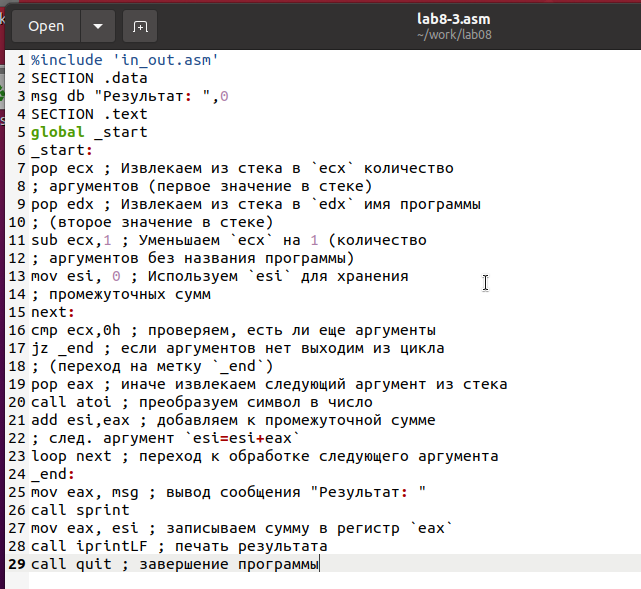 Open
lab8-3.asm
~/work/lab08
1 %include 'in_out.asm'
2 SECTION .data
3 msg db "Результат: ",0
4 SECTION .text
5 global _start
6 _start:
7 pop ecx ; Извлекаем из стека в `ecx` количество
8 ; аргументов (первое значение в стеке)
9 pop edx ; Извлекаем из стека в `edx` имя программы
10 ; (второе значение в стеке)
11 sub ecx,1 ; Уменьшаем `ecx` на 1 (количество
12 ; аргументов без названия программы)
13 mov esi, 0 ; Используем `esi` для хранения
14 ; промежуточных сумм
15 next:
16 cmp ecx,0h ; проверяем, есть ли еще аргументы
17 jz _end ; если аргументов нет выходим из цикла
18 ; (переход на метку `_end`)
19 pop eax ; иначе извлекаем следующий аргумент из стека
20 call atoi ; преобразуем символ в число
21 add esi,eax ; добавляем к промежуточной сумме
22 ; след. аргумент `esi=esi+eax`
23 loop next ; переход к обработке следующего аргумента
24 _end:
25 mov eax, msg ; вывод сообщения "Результат: "
26 call sprint
27 mov eax, esi ; записываем сумму в регистр `eax`
28 call iprintLF ; печать результата
29 call quit ; завершение программы